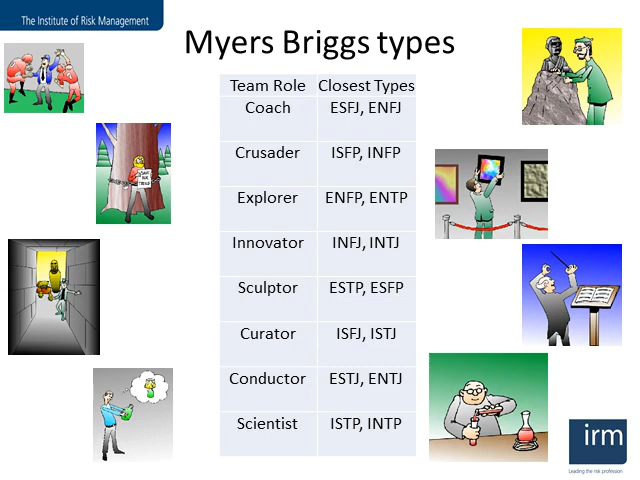 The Institute of Risk Management
Myers Briggs types
Team Role Closest Types
Coach ESFJ, ENFJ
Crusader ISFP, INFP
Explorer ENFP, ENTP
Innovator INFJ, INTJ
Sculptor ESTP, ESFP
Curator ISFJ, ISTJ
Conductor ESTJ, ENTJ
Scientist ISTP, INTP
irm
Leading the risk profession